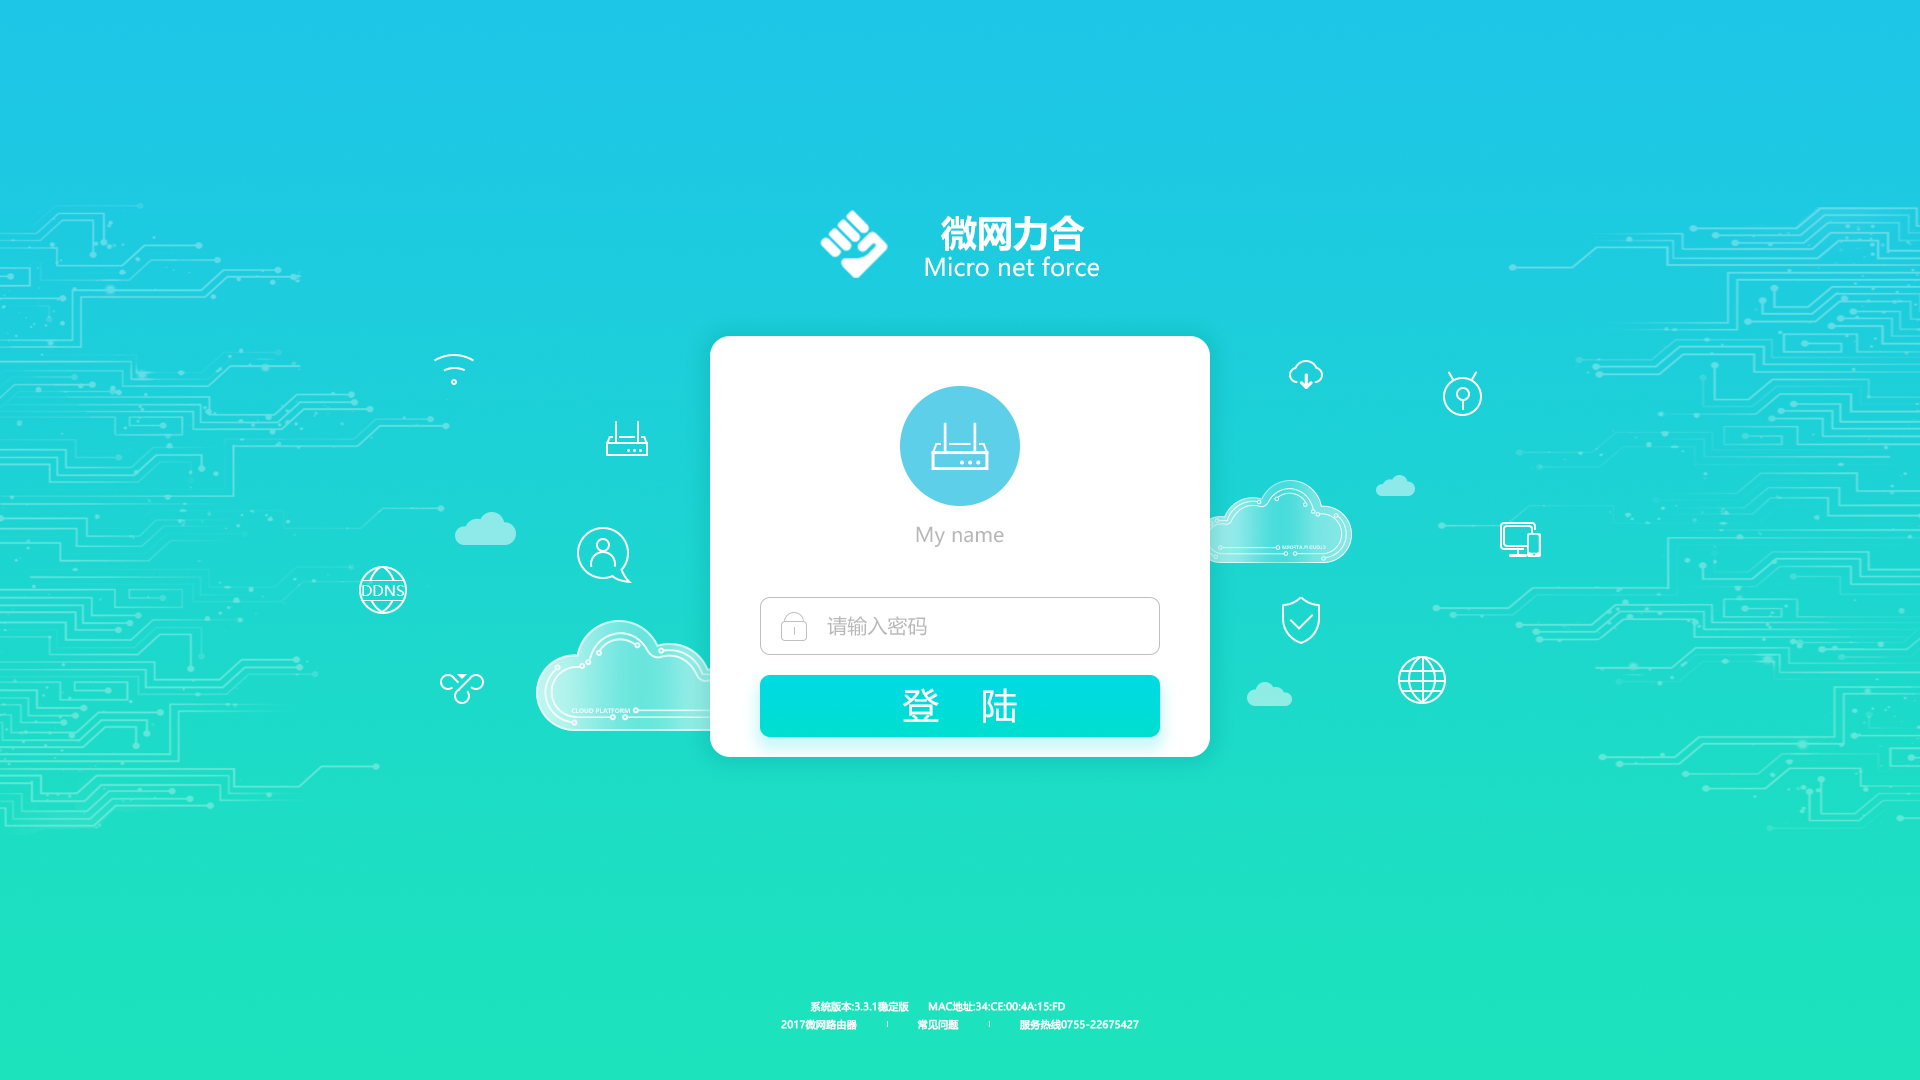 微网力合
Micro net force
My name
DDNS
请输入密码
CLOUD PLATFORM
登 陆
系统版本:3.3.1稳定版 MAC地址:34:CE:00:4A:15:FD
2017微网路由器 | 常见问题 | 服务热线0755-22675427